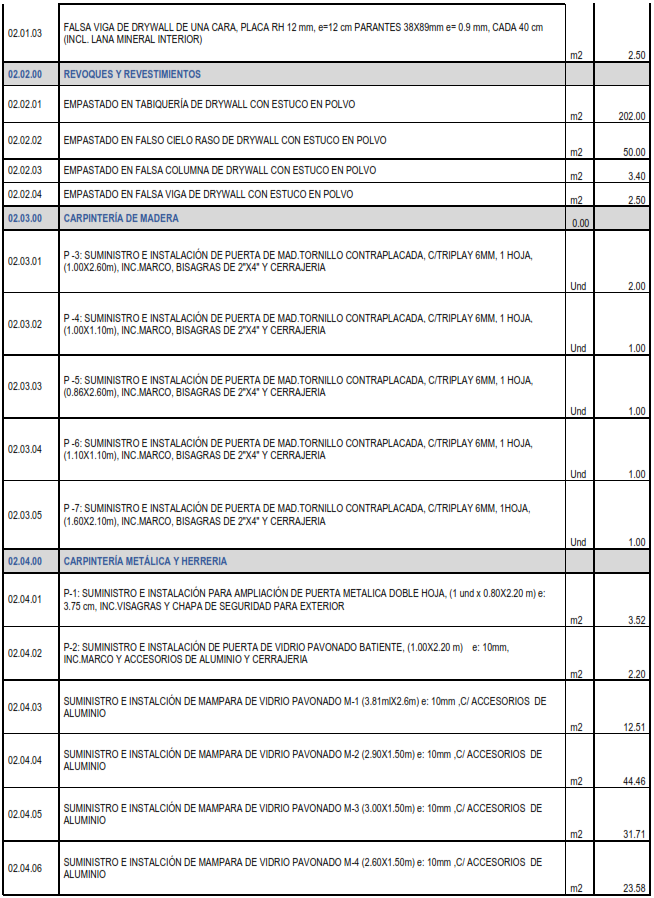 02.01.03 FALSA VIGA DE DRYWALL DE UNA CARA, PLACA RH 12 mm, e=12 cm PARANTES 38X89mm e= 0.9 mm, CADA 40 cm
(INCL. LANA MINERAL INTERIOR)
m2 2.50
02.02.00 REVOQUES Y REVESTIMIENTOS
02.02.01 EMPASTADO EN TABIQUERÍA DE DRYWALL CON ESTUCO EN POLVO
m2 202.00
02.02.02 EMPASTADO EN FALSO CIELO RASO DE DRYWALL CON ESTUCO EN POLVO
m2 50.00
02.02.03 EMPASTADO EN FALSA COLUMNA DE DRYWALL CON ESTUCO EN POLVO
m2 3.40
02.02.04 EMPASTADO EN FALSA VIGA DE DRYWALL CON ESTUCO EN POLVO
m2 2.50
02.03.00 CARPINTERÍA DE MADERA 0.00
02.03.01 P -3: SUMINISTRO E INSTALACIÓN DE PUERTA DE MAD.TORNILLO CONTRAPLACADA, C/TRIPLAY 6MM, 1 HOJA,
(1.00X2.60m), INC.MARCO, BISAGRAS DE 2"X4" Y CERRAJERIA
Und 2.00
02.03.02 P -4: SUMINISTRO E INSTALACIÓN DE PUERTA DE MAD.TORNILLO CONTRAPLACADA, C/TRIPLAY 6MM, 1 HOJA,
(1.00X1.10m), INC.MARCO, BISAGRAS DE 2"X4" Y CERRAJERIA
Und 1.00
02.03.03 P -5: SUMINISTRO E INSTALACIÓN DE PUERTA DE MAD.TORNILLO CONTRAPLACADA, C/TRIPLAY 6MM, 1 HOJA,
(0.86X2.60m), INC.MARCO, BISAGRAS DE 2"X4" Y CERRAJERIA
Und 1.00
02.03.04 P -6: SUMINISTRO E INSTALACIÓN DE PUERTA DE MAD.TORNILLO CONTRAPLACADA, C/TRIPLAY 6MM, 1 HOJA,
(1.10X1.10m), INC.MARCO, BISAGRAS DE 2"X4" Y CERRAJERIA
Und 1.00
02.03.05 P -7: SUMINISTRO E INSTALACIÓN DE PUERTA DE MAD.TORNILLO CONTRAPLACADA, C/TRIPLAY 6MM, 1HOJA,
(1.60X2.10m), INC.MARCO, BISAGRAS DE 2"X4" Y CERRAJERIA
Und 1.00
02.04.00 CARPINTERÍA METÁLICA Y HERRERIA
02.04.01 P-1: SUMINISTRO E INSTALACIÓN PARA AMPLIACIÓN DE PUERTA METALICA DOBLE HOJA, (1 und x 0.80X2.20 m) e:
3.75 cm, INC.VISAGRAS Y CHAPA DE SEGURIDAD PARA EXTERIOR
m2 3.52
02.04.02 P-2: SUMINISTRO E INSTALACIÓN DE PUERTA DE VIDRIO PAVONADO BATIENTE, (1.00X2.20 m) e: 10mm,
INC.MARCO Y ACCESORIOS DE ALUMINIO Y CERRAJERIA
m2 2.20
02.04.03 SUMINISTRO E INSTALCIÓN DE MAMPARA DE VIDRIO PAVONADO M-1 (3.81mlX2.6m) e: 10mm ,C/ ACCESORIOS DE
ALUMINIO
m2 12.51
02.04.04 SUMINISTRO E INSTALCIÓN DE MAMPARA DE VIDRIO PAVONADO M-2 (2.90X1.50m) e: 10mm ,C/ ACCESORIOS DE
ALUMINIO
m2 44.46
02.04.05 SUMINISTRO E INSTALCIÓN DE MAMPARA DE VIDRIO PAVONADO M-3 (3.00X1.50m) e: 10mm ,C/ ACCESORIOS DE
ALUMINIO
m2 31.71
02.04.06 SUMINISTRO E INSTALCIÓN DE MAMPARA DE VIDRIO PAVONADO M-4 (2.60X1.50m) e: 10mm ,C/ ACCESORIOS DE
ALUMINIO
m2 23.58